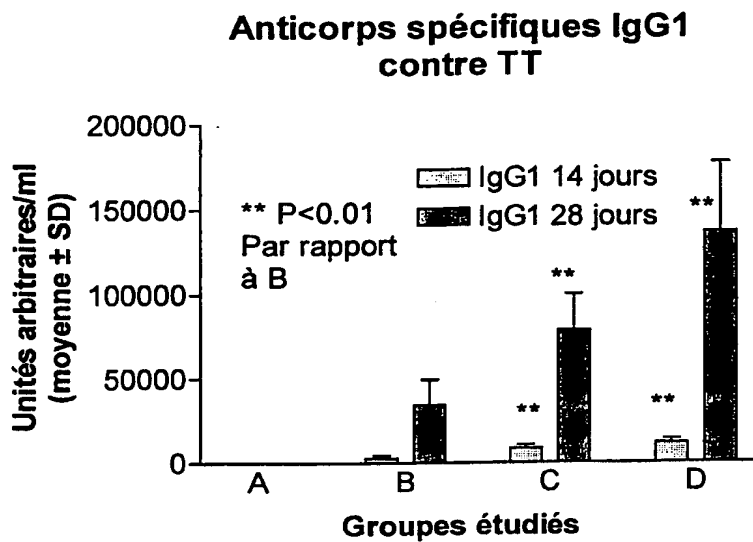 Anticorps spécifiques IgG1
contre TT
Unités arbitraires/ml
(moyenne ± SD)
200000
150000
100000
50000
0
IgG1 14 jours
IgG1 28 jours
** P<0.01
Par rapport
à B
**
**
**
**
A B C D
Groupes étudiés